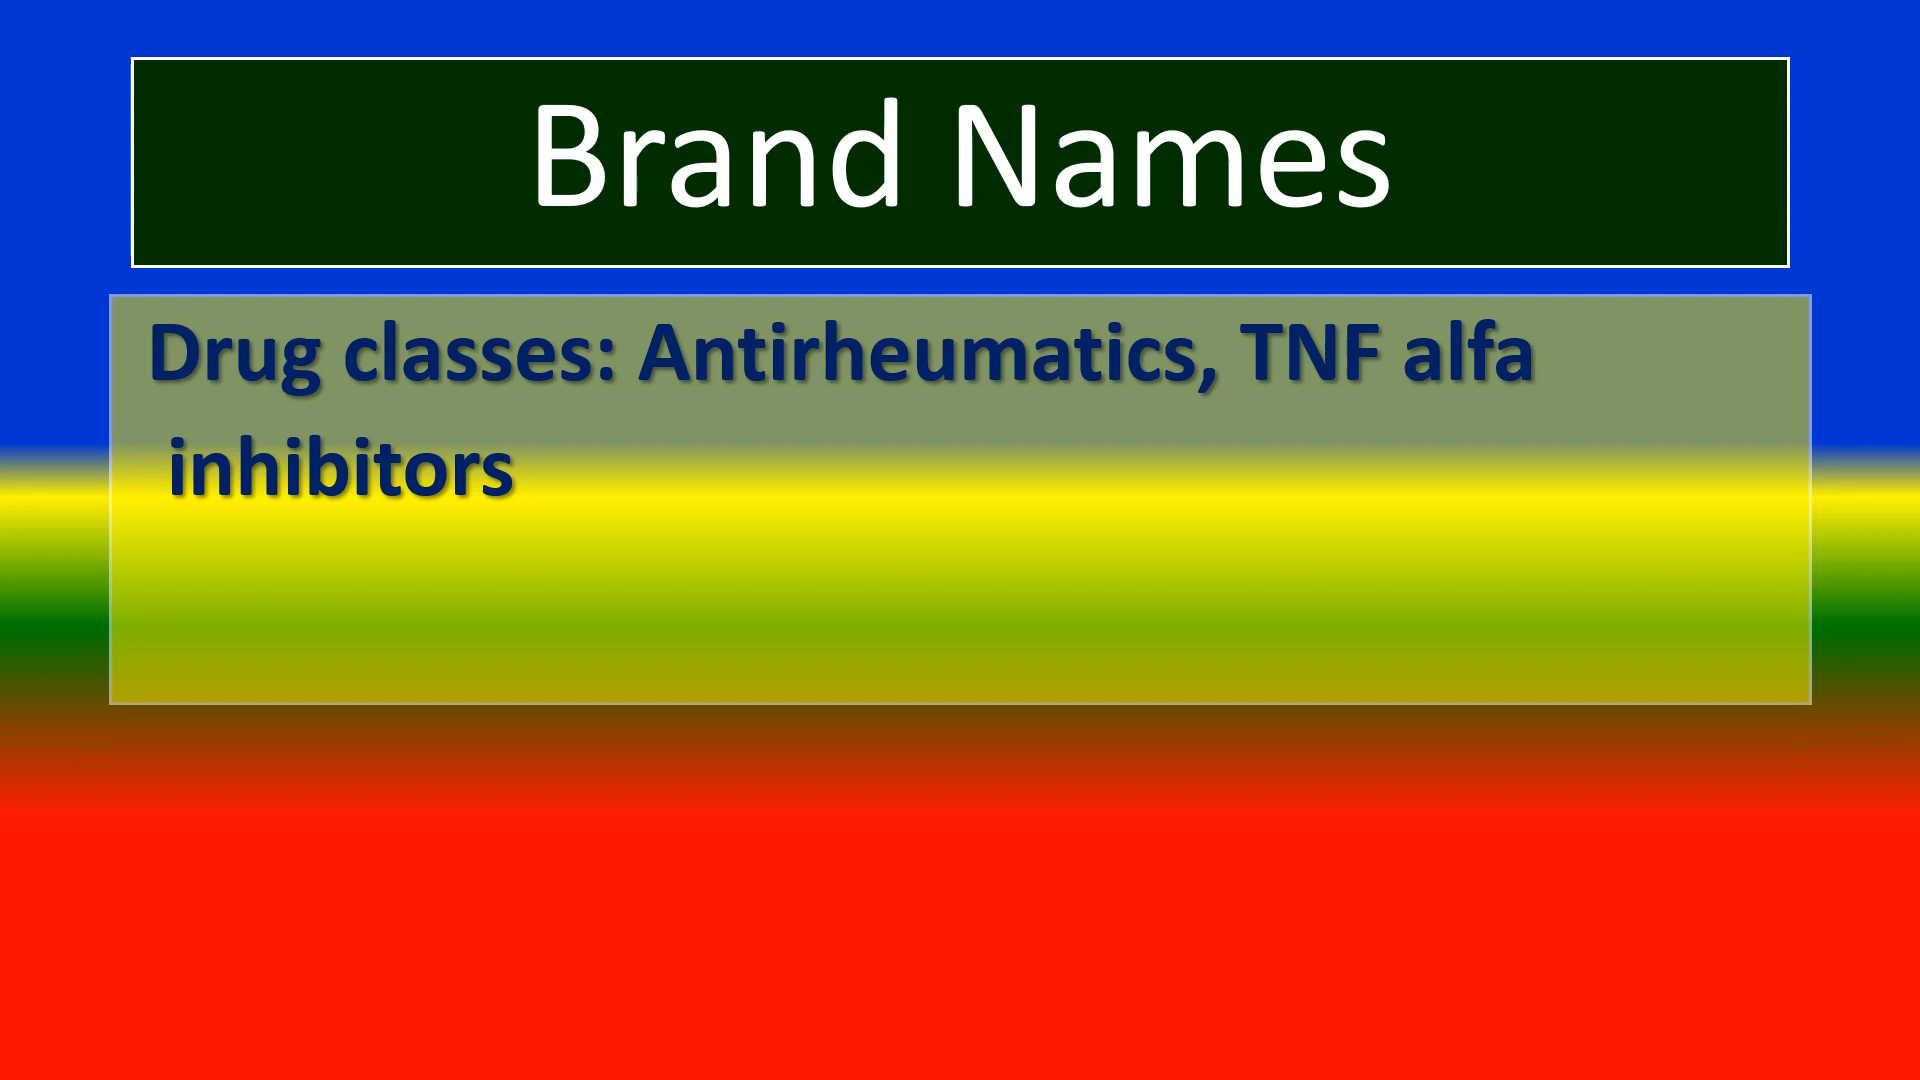 Brand Names
Drug classes: Antirheumatics, TNF alfa
inhibitors